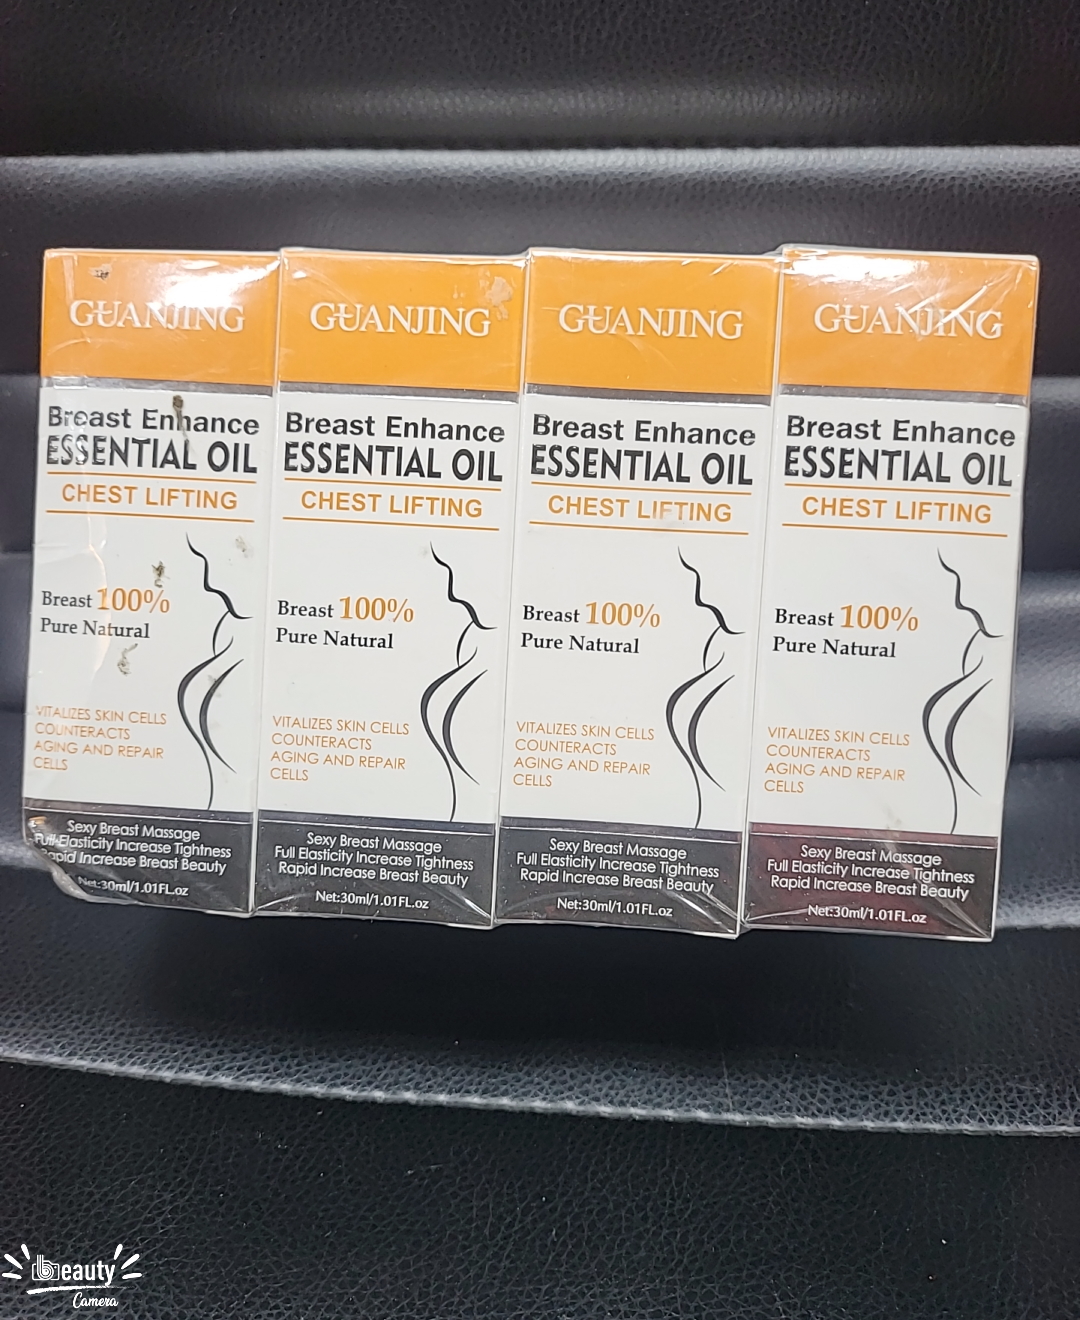 GUANJING
Breast Enhance
ESSENTIAL OIL
CHEST LIFTING
Breast 100%
Pure Natural
VITALIZES SKIN CELLS
COUNTERACTS
AGING AND REPAIR
CELLS
Sexy Breast Massage
Full Elasticity Increase Tightness
Rapid Increase Breast Beauty
Net:30ml/1.01FL.oz
GUANJING
Breast Enhance
ESSENTIAL OIL
CHEST LIFTING
Breast 100%
Pure Natural
VITALIZES SKIN CELLS
COUNTERACTS
AGING AND REPAIR
CELLS
Sexy Breast Massage
Full Elasticity Increase Tightness
Rapid Increase Breast Beauty
Net:30ml/1.01FL.oz
GUANJING
Breast Enhance
ESSENTIAL OIL
CHEST LIFTING
Breast 100%
Pure Natural
VITALIZES SKIN CELLS
COUNTERACTS
AGING AND REPAIR
CELLS
Sexy Breast Massage
Full Elasticity Increase Tightness
Rapid Increase Breast Beauty
Net:30ml/1.01FL.oz
GUANJING
Breast Enhance
ESSENTIAL OIL
CHEST LIFTING
Breast 100%
Pure Natural
VITALIZES SKIN CELLS
COUNTERACTS
AGING AND REPAIR
CELLS
Sexy Breast Massage
Full Elasticity Increase Tightness
Rapid Increase Breast Beauty
Net:30ml/1.01FL.oz
beauty
Camera